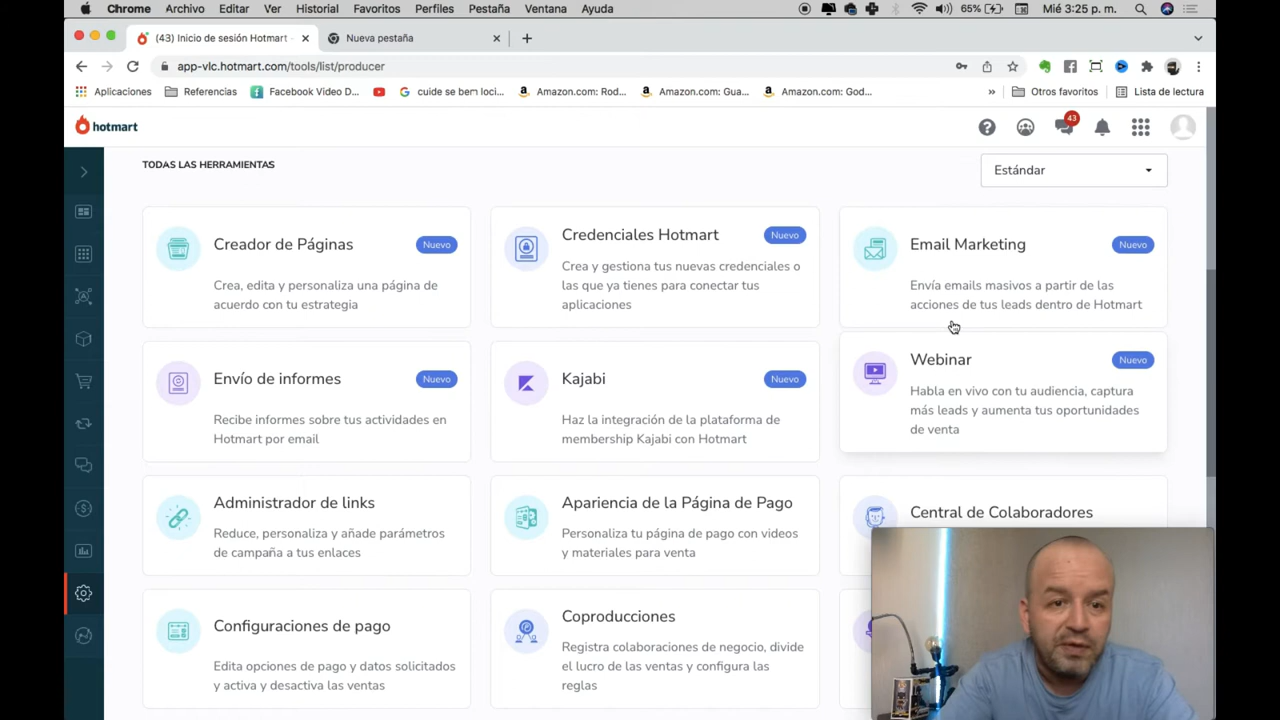 Chrome Archivo Editar Ver Historial Favoritos Perfiles Pestaña Ventana Ayuda 65% Mié 3:25 p. m.
(43) Inicio de sesión Hotmart - Nueva pestaña
app-vlc.hotmart.com/tools/list/producer
Aplicaciones Referencias Facebook Video D... cuide se bem loci... Amazon.com: Rod... Amazon.com: Gua... Amazon.com: God... » Otros favoritos Lista de lectura
hotmart 43
TODAS LAS HERRAMIENTAS
Estándar
Creador de Páginas Nuevo
Crea, edita y personaliza una página de
acuerdo con tu estrategia
Credenciales Hotmart Nuevo
Crea y gestiona tus nuevas credenciales o
las que ya tienes para conectar tus
aplicaciones
Email Marketing Nuevo
Envía emails masivos a partir de las
acciones de tus leads dentro de Hotmart
Envío de informes Nuevo
Recibe informes sobre tus actividades en
Hotmart por email
Kajabi Nuevo
Haz la integración de la plataforma de
membership Kajabi con Hotmart
Webinar Nuevo
Habla en vivo con tu audiencia, captura
más leads y aumenta tus oportunidades
de venta
Administrador de links
Reduce, personaliza y añade parámetros
de campaña a tus enlaces
Apariencia de la Página de Pago
Personaliza tu página de pago con videos
y materiales para venta
Central de Colaboradores
Configuraciones de pago
Edita opciones de pago y datos solicitados
y activa y desactiva las ventas
Coproducciones
Registra colaboraciones de negocio, divide
el lucro de las ventas y configura las
reglas